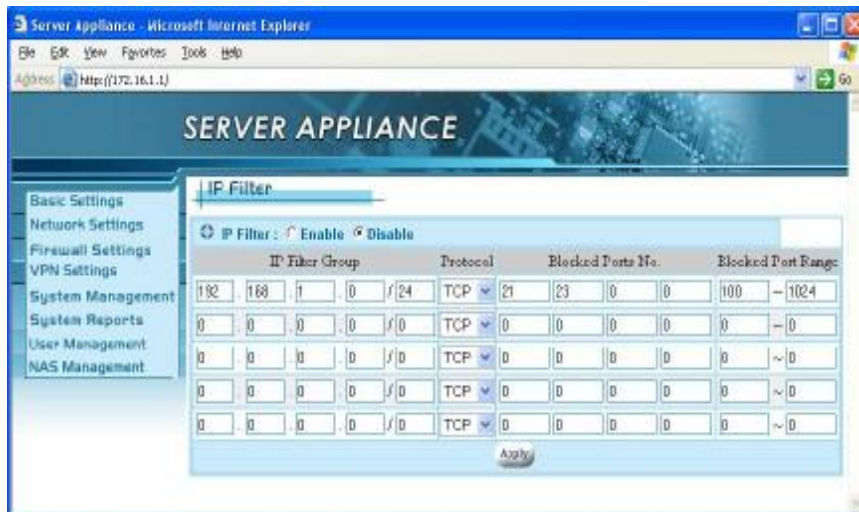 Server Appliance - Microsoft Internet Explorer
File Edit View Favorites Tools Help
Address http://172.16.1.1/ Go
SERVER APPLIANCE
Basic Settings
Network Settings
Firewall Settings
VPN Settings
System Management
System Reports
User Management
NAS Management
IP Filter
IP Filter : Enable Disable
IP Filter Group Protocol Blocked Ports No. Blocked Port Range
192 . 168 . 1 . 0 / 24 TCP 21 23 0 0 100 ~ 1024
0 . 0 . 0 . 0 / 0 TCP 0 0 0 0 0 ~ 0
0 . 0 . 0 . 0 / 0 TCP 0 0 0 0 0 ~ 0
0 . 0 . 0 . 0 / 0 TCP 0 0 0 0 0 ~ 0
0 . 0 . 0 . 0 / 0 TCP 0 0 0 0 0 ~ 0
Apply